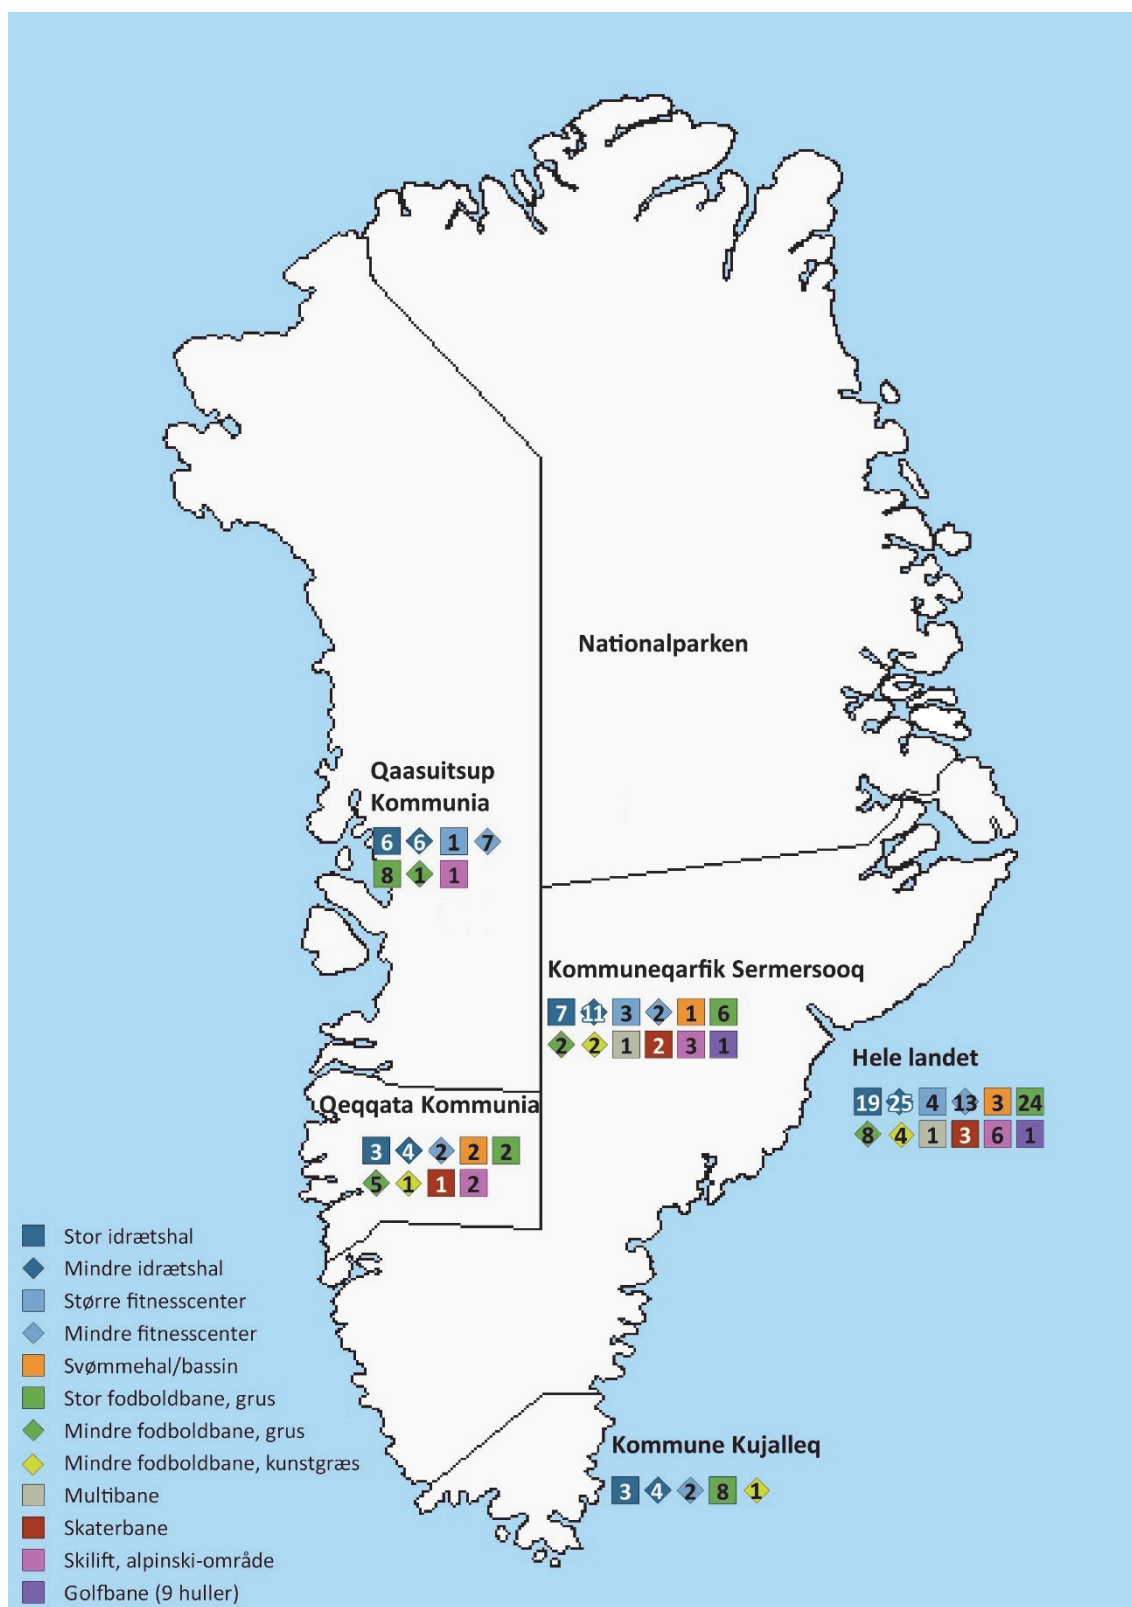 Nationalparken
Qaasuitsup
Kommunia
6 6 1 7
8 1 1
Kommuneqarfik Sermersooq
7 11 3 2 1 6
2 2 1 2 3 1
Hele landet
19 25 4 13 3 24
8 4 1 3 6 1
Qeqqata Kommunia
3 4 2 2 2
5 1 1 2
Kommune Kujalleq
3 4 2 8 1
Stor idrætshal
Mindre idrætshal
Større fitnesscenter
Mindre fitnesscenter
Svømmehal/bassin
Stor fodboldbane, grus
Mindre fodboldbane, grus
Mindre fodboldbane, kunstgræs
Multibane
Skaterbane
Skilift, alpinski-område
Golfbane (9 huller)